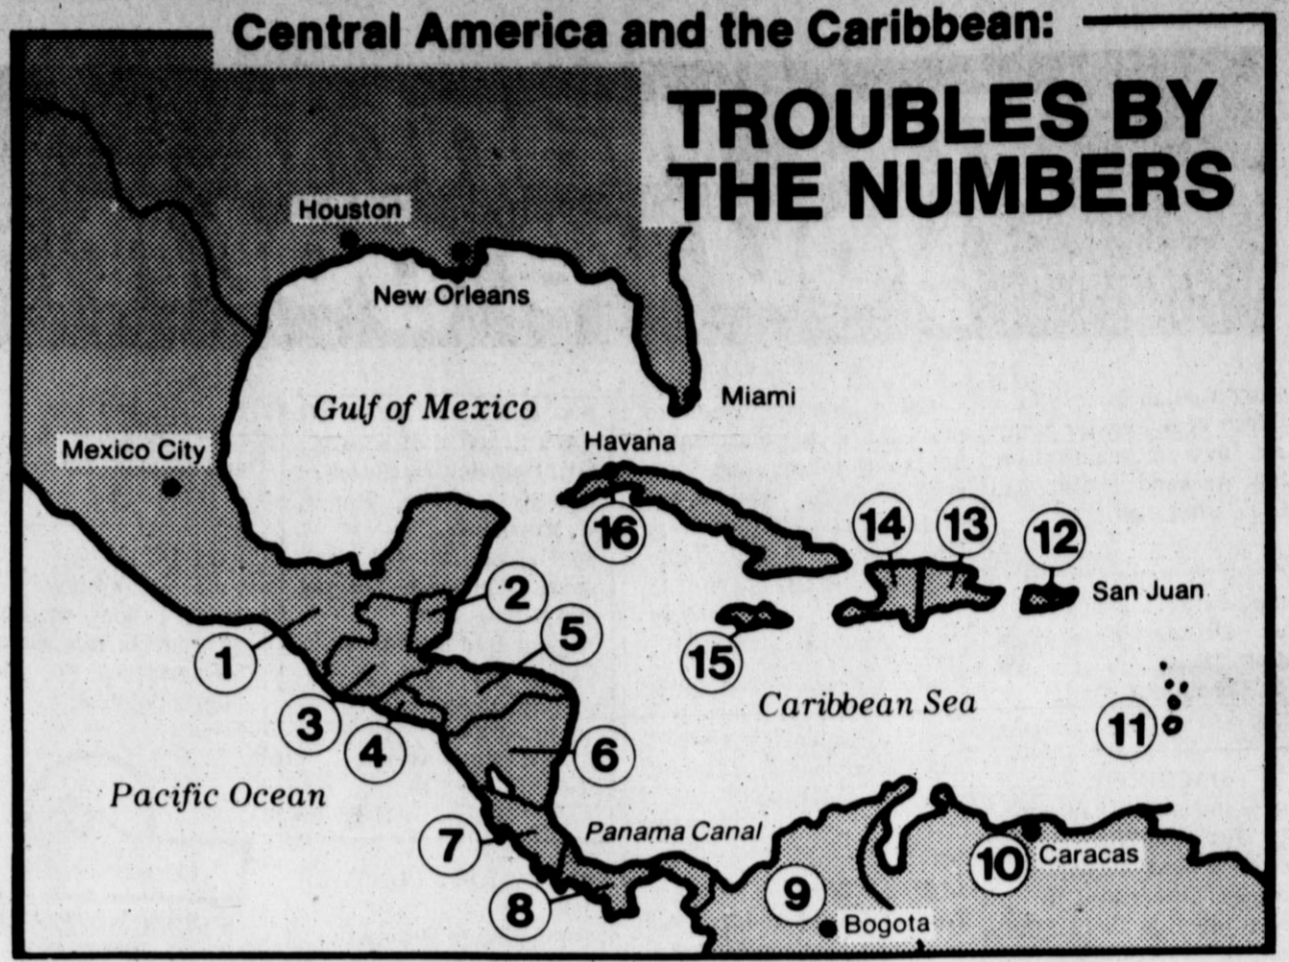 Central America and the Caribbean:
TROUBLES BY
THE NUMBERS
Houston
New Orleans
Gulf of Mexico
Miami
Havana
Mexico City
16
14
13
12
San Juan
2
5
15
1
Caribbean Sea
3
4
6
11
Pacific Ocean
Panama Canal
7
10
Caracas
9
8
Bogota